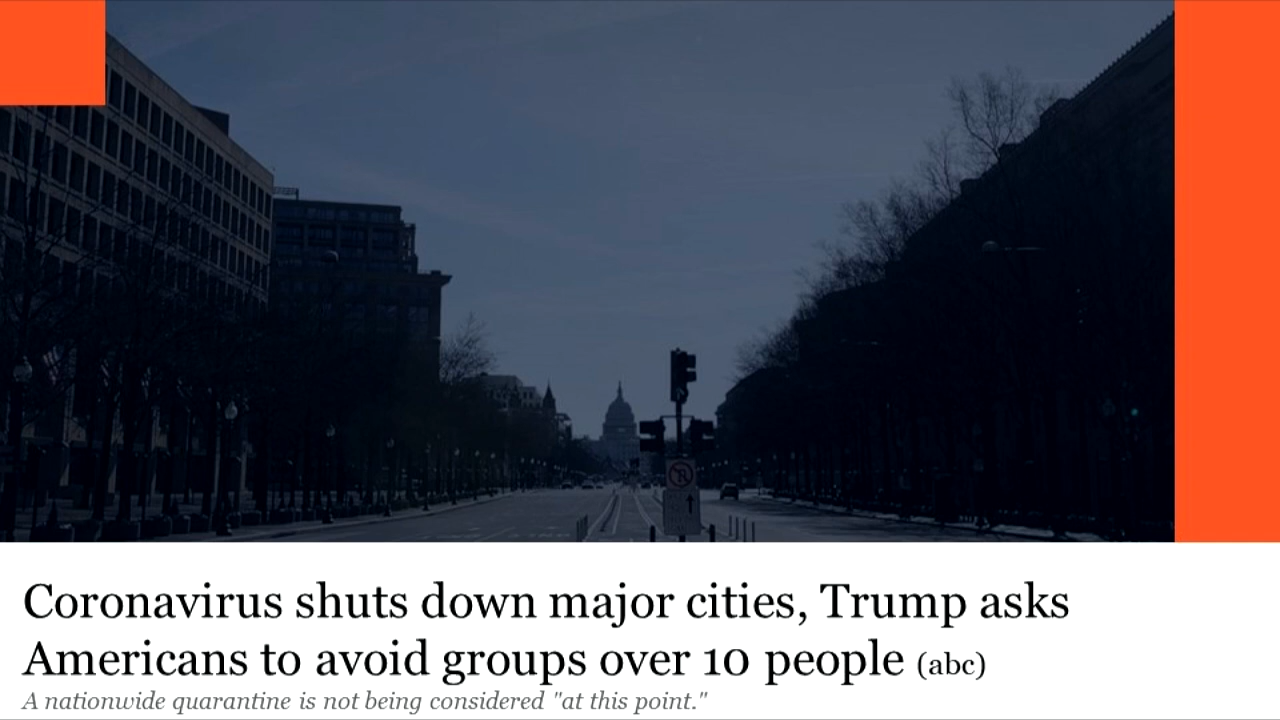 Coronavirus shuts down major cities, Trump asks
Americans to avoid groups over 10 people (abc)
A nationwide quarantine is not being considered "at this point."